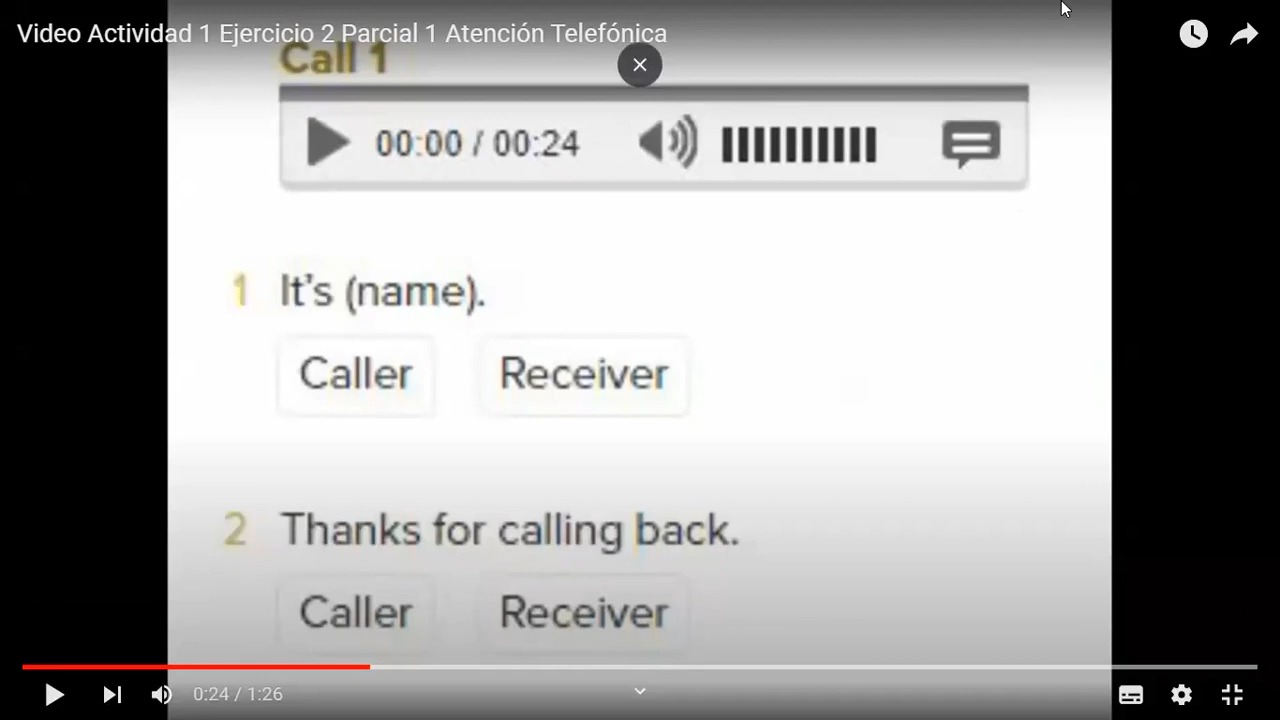 Video Actividad 1 Ejercicio 2 Parcial 1 Atención Telefónica
Call 1
00:00 / 00:24
1 It's (name).
Caller Receiver
2 Thanks for calling back.
Caller Receiver
0:24 / 1:26